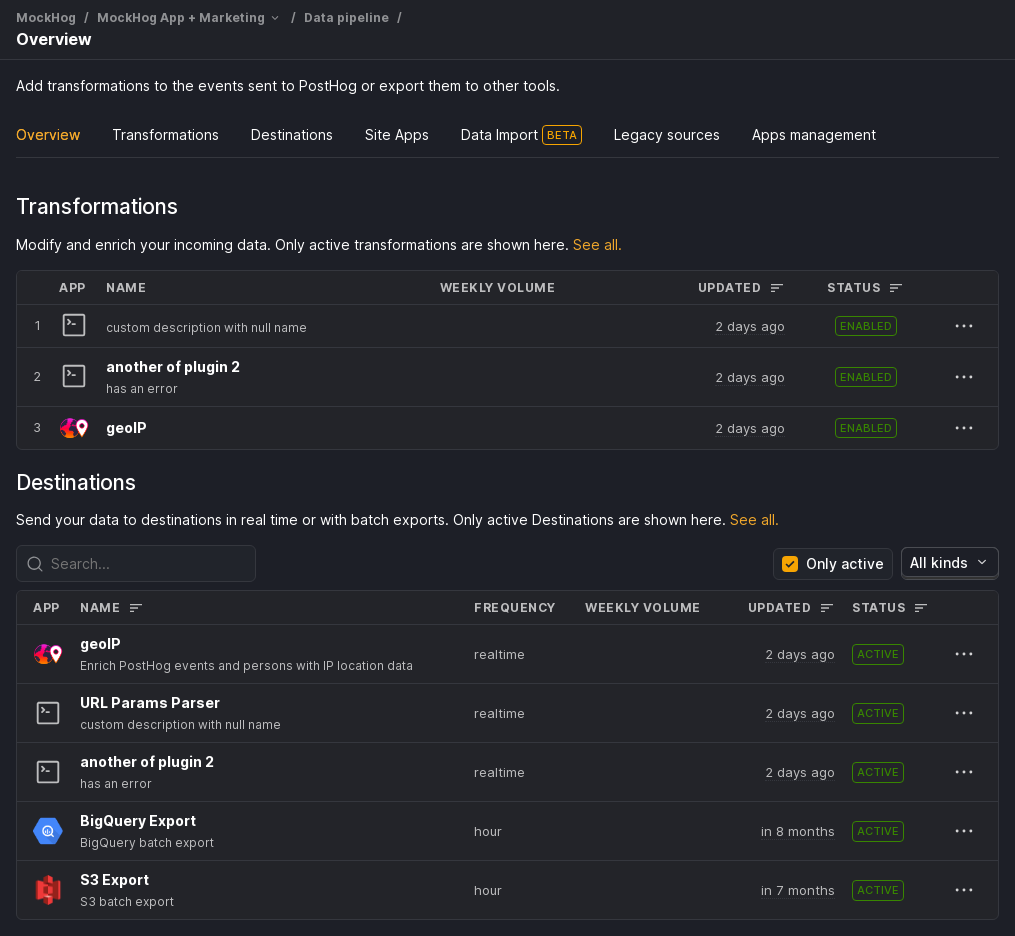 MockHog / MockHog App + Marketing / Data pipeline /
Overview
Add transformations to the events sent to PostHog or export them to other tools.
Overview Transformations Destinations Site Apps Data Import BETA Legacy sources Apps management
Transformations
Modify and enrich your incoming data. Only active transformations are shown here. See all.
APP NAME WEEKLY VOLUME UPDATED STATUS
1 custom description with null name 2 days ago ENABLED
another of plugin 2
2 2 days ago ENABLED
has an error
3 geoIP 2 days ago ENABLED
Destinations
Send your data to destinations in real time or with batch exports. Only active Destinations are shown here. See all.
Search... Only active All kinds
APP NAME FREQUENCY WEEKLY VOLUME UPDATED STATUS
geoIP
Enrich PostHog events and persons with IP location data
realtime 2 days ago ACTIVE
URL Params Parser
custom description with null name
realtime 2 days ago ACTIVE
another of plugin 2
has an error
realtime 2 days ago ACTIVE
BigQuery Export
BigQuery batch export
hour in 8 months ACTIVE
S3 Export
S3 batch export
hour in 7 months ACTIVE